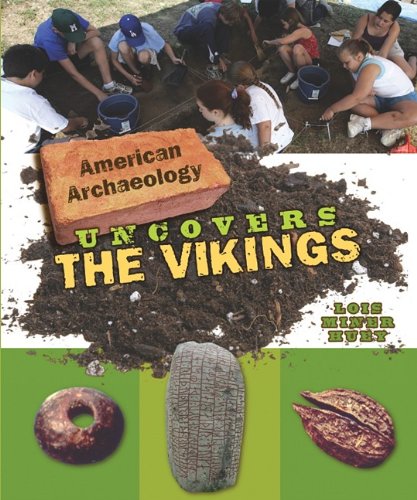 American
Archaeology
UNCOVERS
THE VIKINGS
LOIS
MINER
HUEY